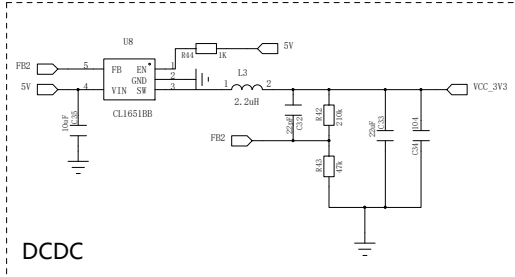 U8
R44
1K
5V
FB2
5
FB
EN
1
GND
2
5V
4
VIN
SW
3
CL1651BB
L3
1
2
2.2uH
VCC_3V3
10uF
C35
22pF
C32
R42
210k
22uF
C33
104
C34
FB2
R43
47k
DCDC